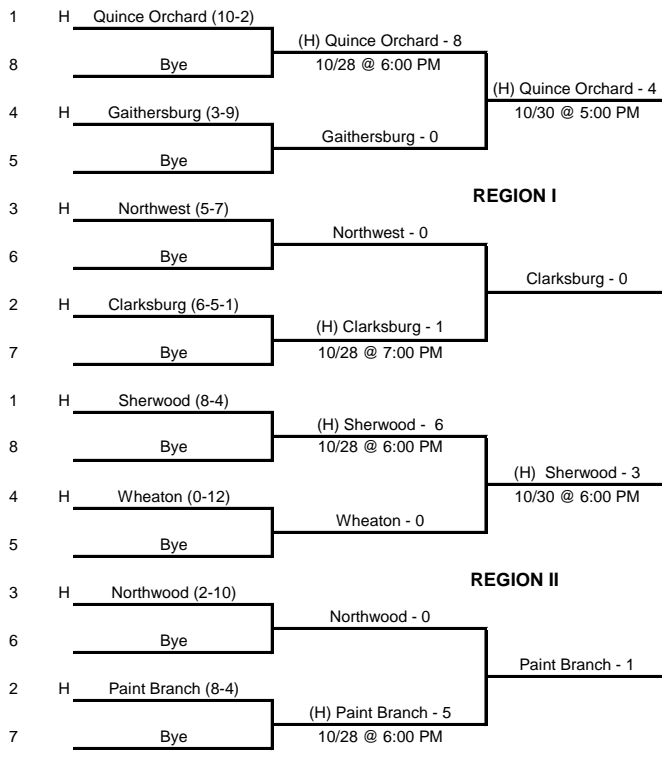 1 H Quince Orchard (10-2)
(H) Quince Orchard - 8
8 Bye
10/28 @ 6:00 PM
(H) Quince Orchard - 4
4 H Gaithersburg (3-9)
10/30 @ 5:00 PM
Gaithersburg - 0
5 Bye
REGION I
3 H Northwest (5-7)
Northwest - 0
6 Bye
Clarksburg - 0
2 H Clarksburg (6-5-1)
(H) Clarksburg - 1
7 Bye
10/28 @ 7:00 PM
1 H Sherwood (8-4)
(H) Sherwood - 6
8 Bye
10/28 @ 6:00 PM
(H) Sherwood - 3
4 H Wheaton (0-12)
10/30 @ 6:00 PM
Wheaton - 0
5 Bye
REGION II
3 H Northwood (2-10)
Northwood - 0
6 Bye
Paint Branch - 1
2 H Paint Branch (8-4)
(H) Paint Branch - 5
7 Bye
10/28 @ 6:00 PM